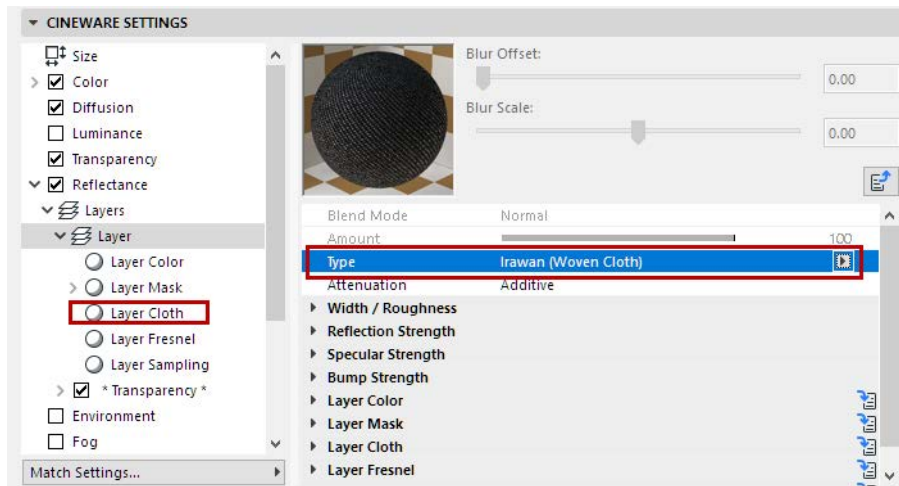 CINEWARE SETTINGS
Size
Color
Diffusion
Luminance
Transparency
Reflectance
Layers
Layer
Layer Color
Layer Mask
Layer Cloth
Layer Fresnel
Layer Sampling
* Transparency *
Environment
Fog
Match Settings...
Blur Offset:
0.00
Blur Scale:
0.00
Blend Mode Normal
Amount 100
Type Irawan (Woven Cloth)
Attenuation Additive
Width / Roughness
Reflection Strength
Specular Strength
Bump Strength
Layer Color
Layer Mask
Layer Cloth
Layer Fresnel